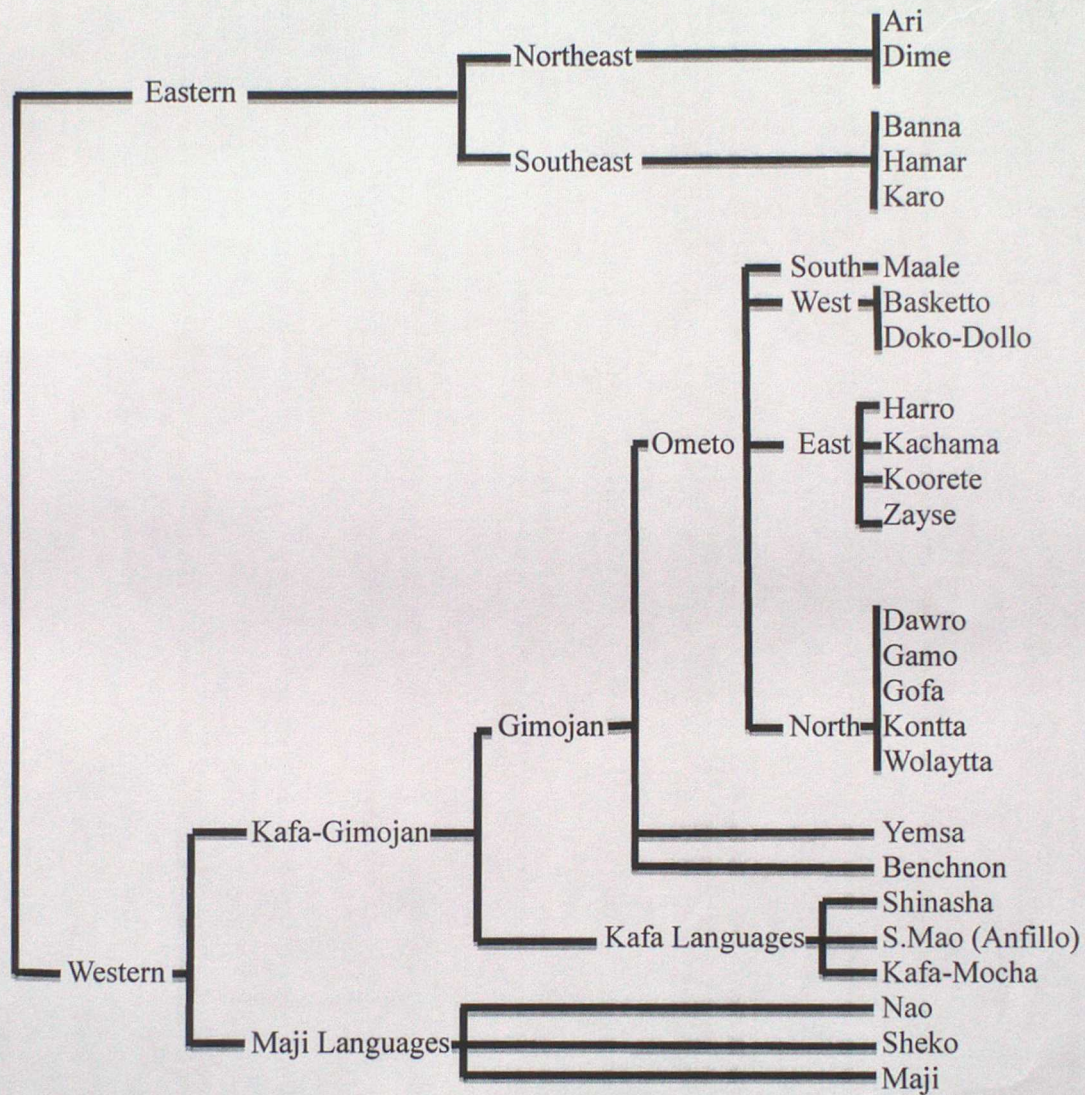 Ari
Northeast Dime
Eastern
Banna
Southeast Hamar
Karo
South Maale
West Basketto
Doko-Dollo
Harro
Ometo East Kachama
Koorete
Zayse
Dawro
Gamo
Gofa
Gimojan North Kontta
Wolaytta
Kafa-Gimojan Yemsa
Benchnon
Shinasha
Kafa Languages S.Mao (Anfillo)
Western Kafa-Mocha
Nao
Maji Languages Sheko
Maji